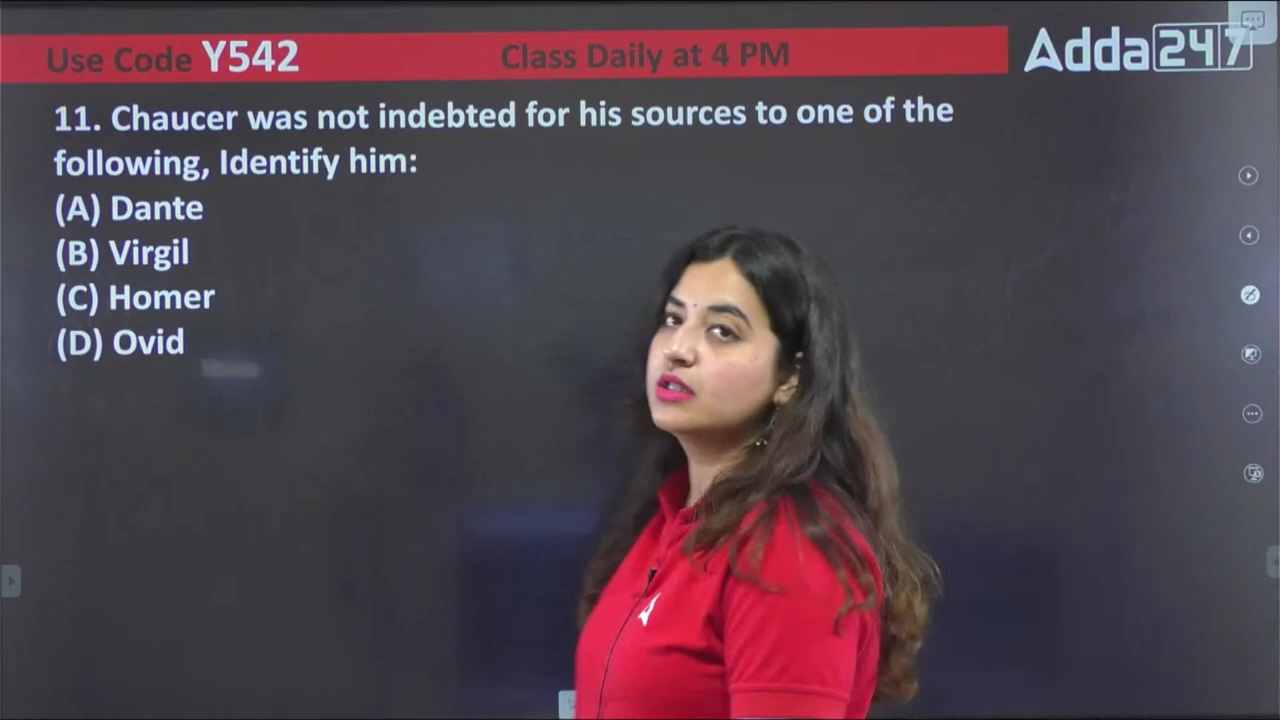 Use Code Y542 Class Daily at 4 PM Adda247
11. Chaucer was not indebted for his sources to one of the
following, Identify him:
(A) Dante
(B) Virgil
(C) Homer
(D) Ovid